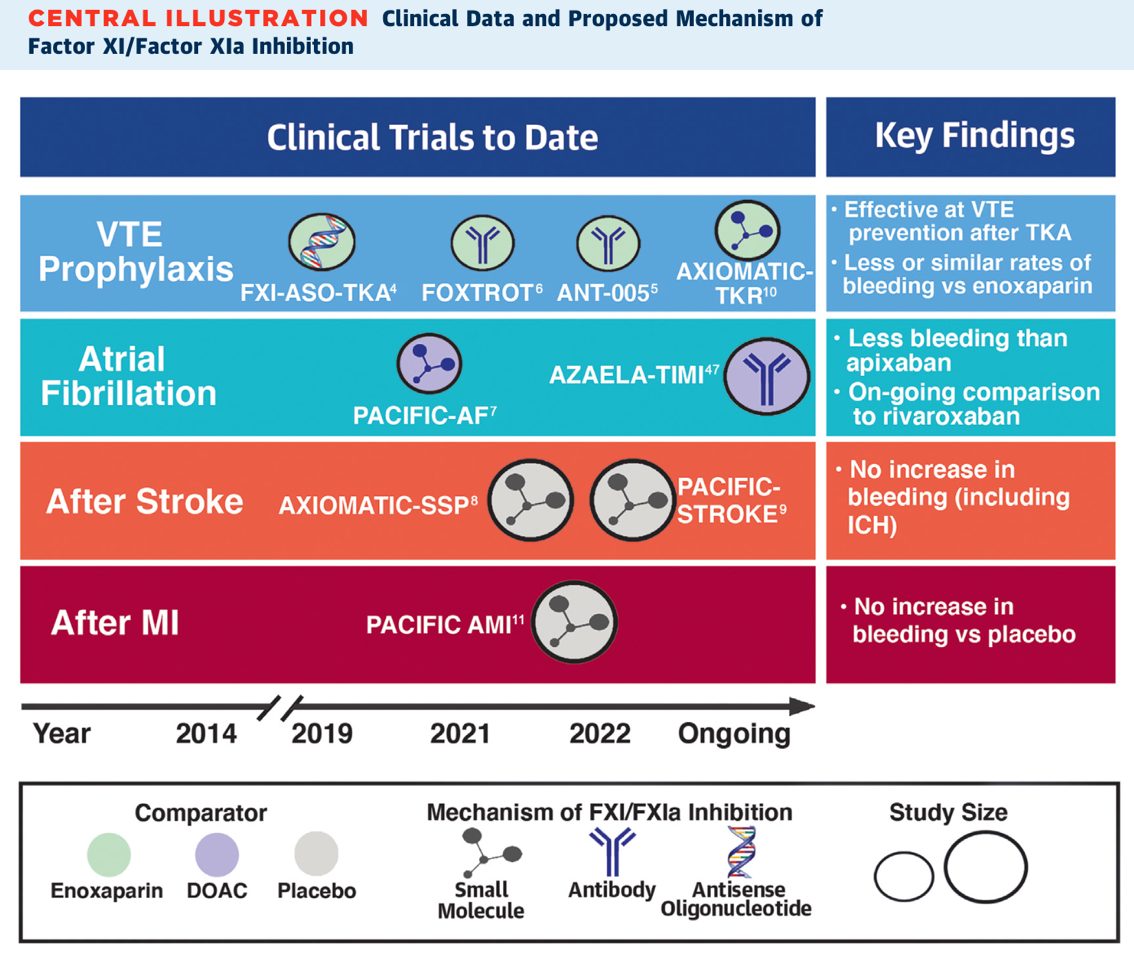 CENTRAL ILLUSTRATION Clinical Data and Proposed Mechanism of
Factor XI/Factor XIa Inhibition
Clinical Trials to Date
Key Findings
VTE
Prophylaxis
FXI-ASO-TKA4
FOXTROT6
ANT-0055
AXIOMATIC-
TKR10
• Effective at VTE
prevention after TKA
• Less or similar rates of
bleeding vs enoxaparin
Atrial
Fibrillation
PACIFIC-AF7
AZAELA-TIMI47
• Less bleeding than
apixaban
• On-going comparison
to rivaroxaban
After Stroke
AXIOMATIC-SSP8
PACIFIC-
STROKE9
• No increase in
bleeding (including
ICH)
After MI
PACIFIC AMI11
• No increase in
bleeding vs placebo
Year 2014 2019 2021 2022 Ongoing
Comparator
Enoxaparin DOAC Placebo
Mechanism of FXI/FXIa Inhibition
Small
Molecule
Antibody
Antisense
Oligonucleotide
Study Size